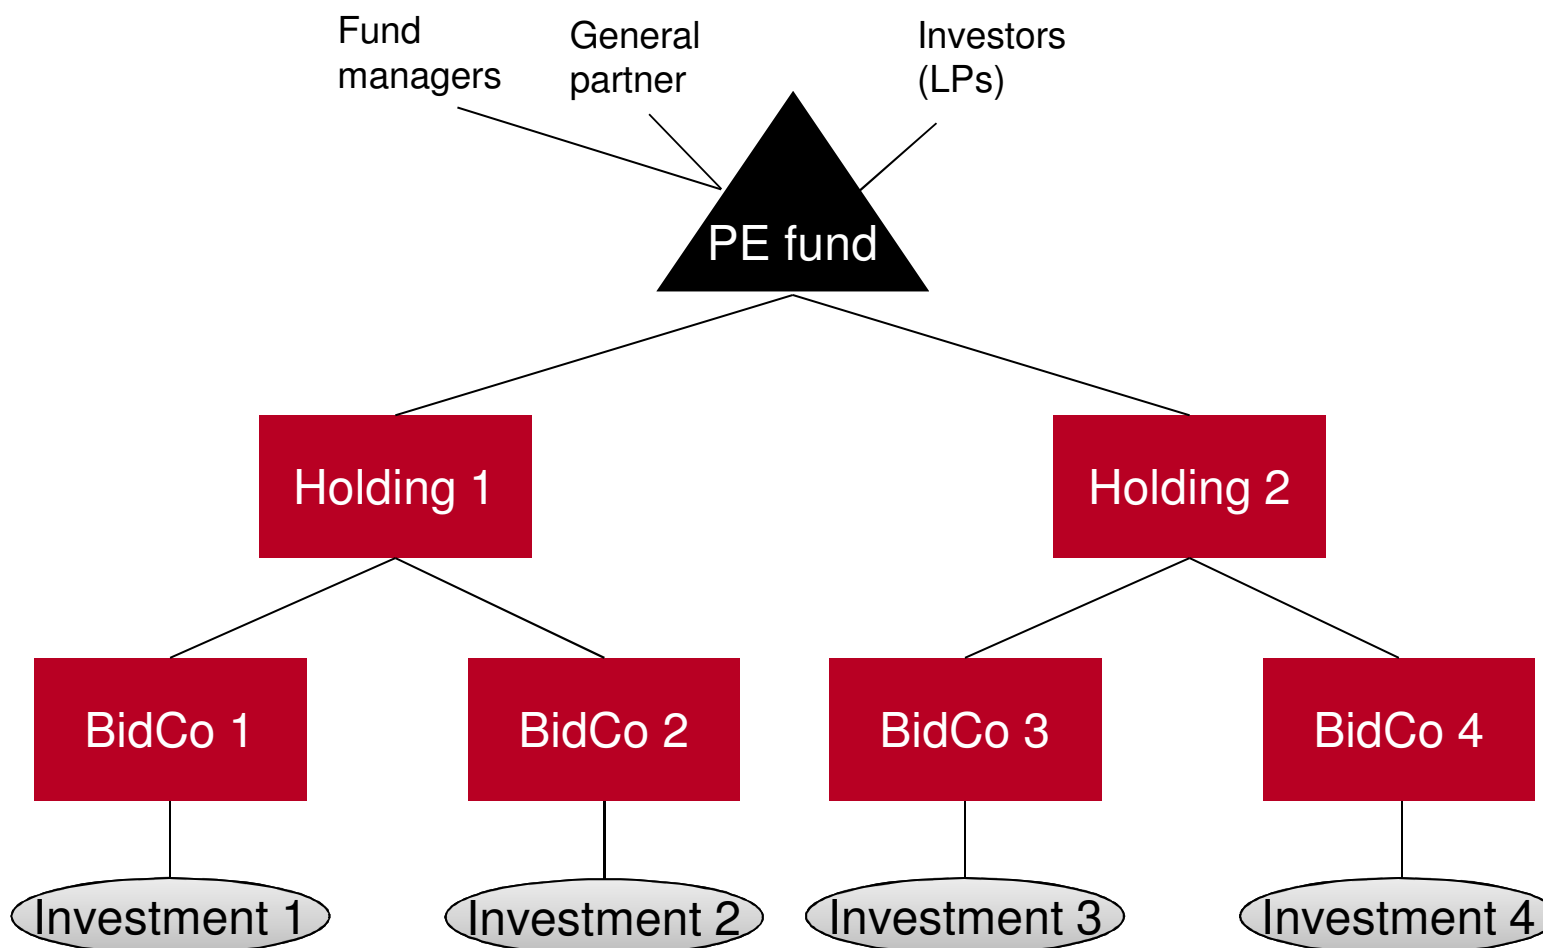 Fund
managers
General
partner
Investors
(LPs)
PE fund
Holding 1
Holding 2
BidCo 1
BidCo 2
BidCo 3
BidCo 4
Investment 1
Investment 2
Investment 3
Investment 4